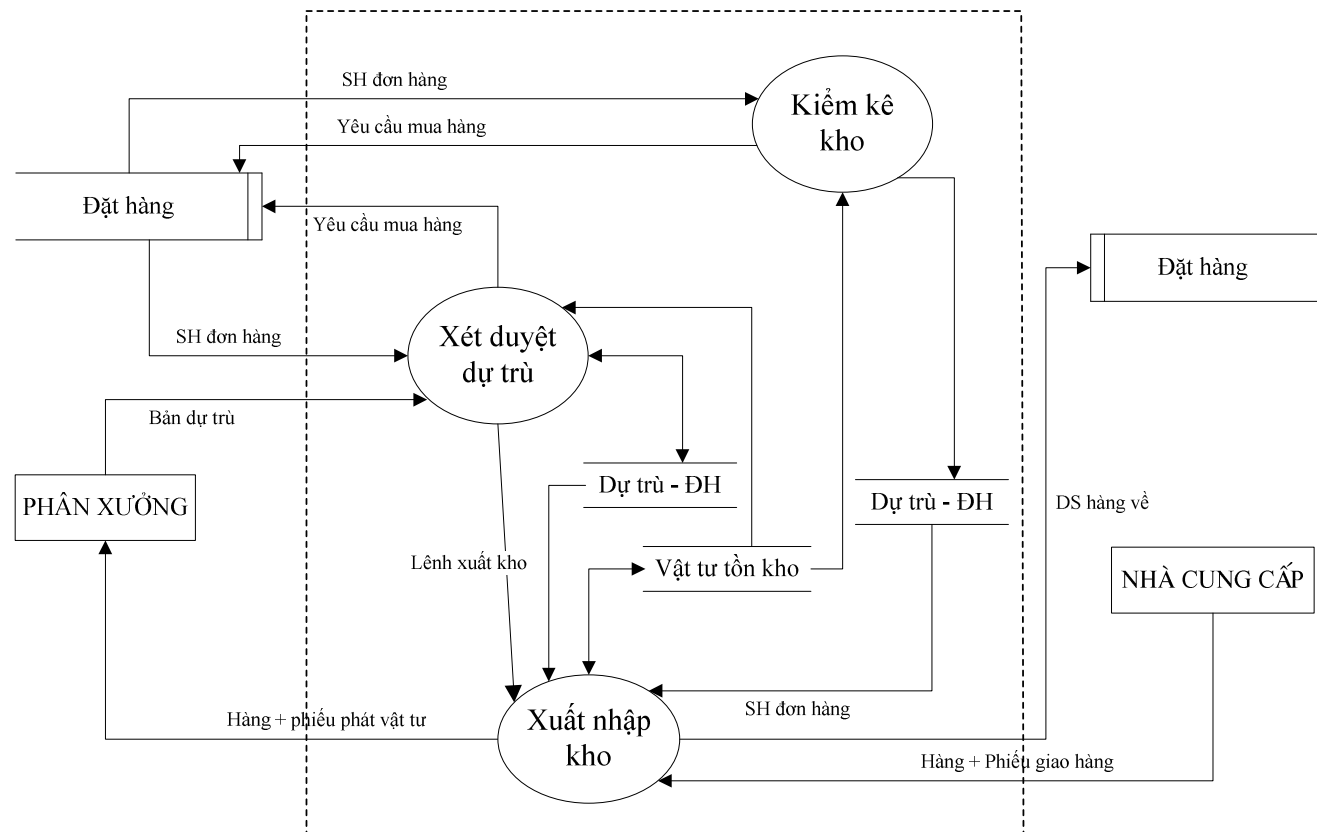 SH đơn hàng
Kiểm kê
kho
Yêu cầu mua hàng
Đặt hàng
Yêu cầu mua hàng
Đặt hàng
SH đơn hàng
Xét duyệt
dự trù
Bản dự trù
PHÂN XƯỞNG
Dự trù - ĐH
Dự trù - ĐH
DS hàng về
Lênh xuất kho
Vật tư tồn kho
NHÀ CUNG CẤP
Hàng + phiếu phát vật tư
Xuất nhập
kho
SH đơn hàng
Hàng + Phiếu giao hàng